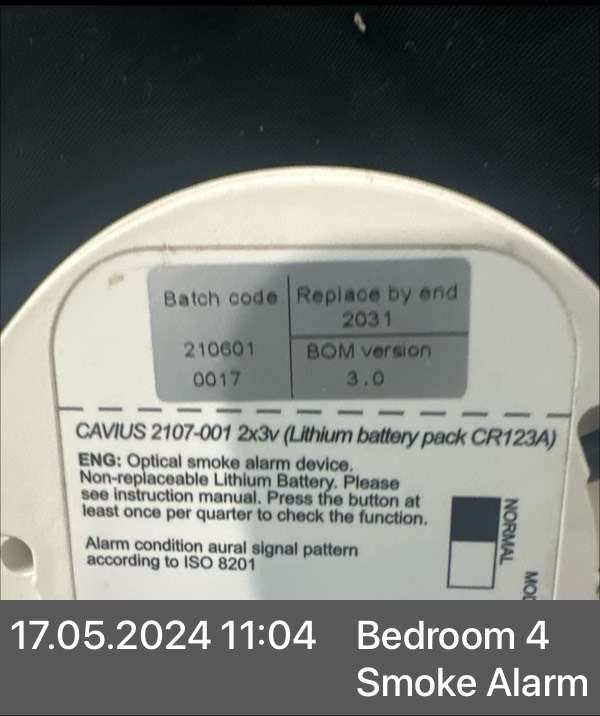 Batch code
210601
0017
Replace by end
2031
BOM version
3.0
CAVIUS 2107-001 2x3v (Lithium battery pack CR123A)
ENG: Optical smoke alarm device.
Non-replaceable Lithium Battery. Please
see instruction manual. Press the button at
least once per quarter to check the function.
Alarm condition aural signal pattern
according to ISO 8201
NORMAL
17.05.2024 11:04
Bedroom 4
Smoke Alarm